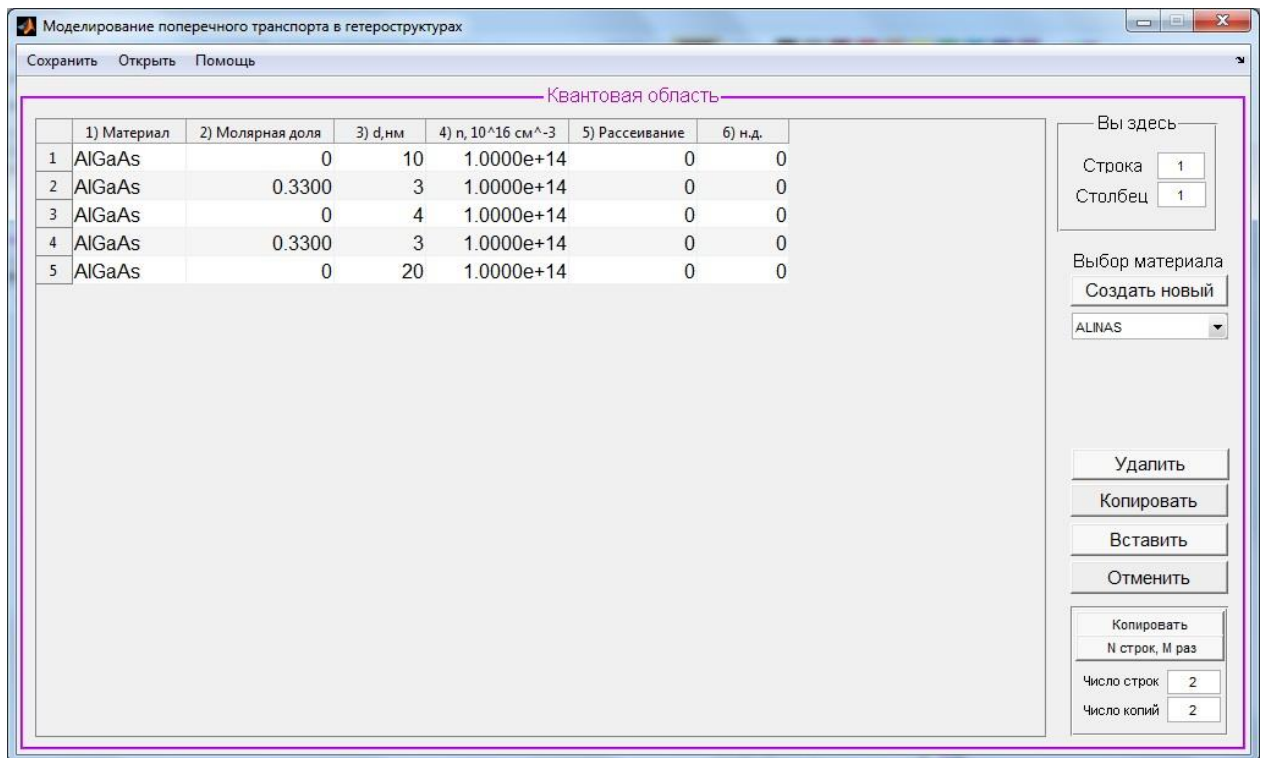 Моделирование поперечного транспорта в гетероструктурах
Сохранить Открыть Помощь
Квантовая область
1) Материал 2) Молярная доля 3) d,нм 4) n, 10^16 см^-3 5) Рассеивание 6) н.д.
1 AlGaAs 0 10 1.0000e+14 0 0
2 AlGaAs 0.3300 3 1.0000e+14 0 0
3 AlGaAs 0 4 1.0000e+14 0 0
4 AlGaAs 0.3300 3 1.0000e+14 0 0
5 AlGaAs 0 20 1.0000e+14 0 0
Вы здесь
Строка 1
Столбец 1
Выбор материала
Создать новый
ALINAS
Удалить
Копировать
Вставить
Отменить
Копировать
N строк, M раз
Число строк 2
Число копий 2